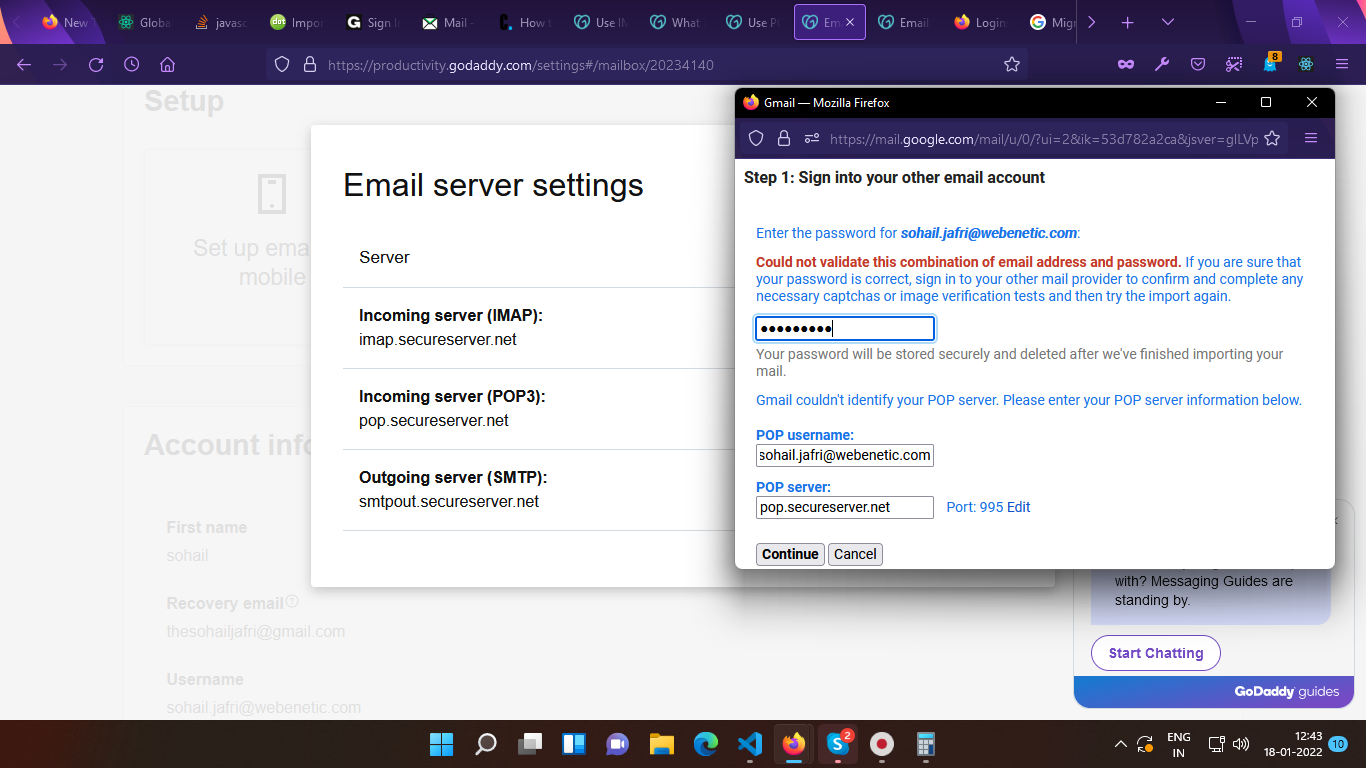 New T
Globa
javasc
Impor
Sign I
Mail -
How t
Use IM
What
Use P
Em
Email
Login
Migr
https://productivity.godaddy.com/settings#/mailbox/20234140
8
Setup
Set up ema
mobile
Account info
First name
sohail
Recovery email
thesohailjafri@gmail.com
Username
sohail.jafri@webenetic.com
Email server settings
Server
Incoming server (IMAP):
imap.secureserver.net
Incoming server (POP3):
pop.secureserver.net
Outgoing server (SMTP):
smtpout.secureserver.net
Gmail — Mozilla Firefox
https://mail.google.com/mail/u/0/?ui=2&ik=53d782a2ca&jsver=glLVp
Step 1: Sign into your other email account
Enter the password for sohail.jafri@webenetic.com:
Could not validate this combination of email address and password. If you are sure that
your password is correct, sign in to your other mail provider to confirm and complete any
necessary captchas or image verification tests and then try the import again.
Your password will be stored securely and deleted after we've finished importing your
mail.
Gmail couldn't identify your POP server. Please enter your POP server information below.
POP username:
sohail.jafri@webenetic.com
POP server:
pop.secureserver.net Port: 995 Edit
Continue Cancel
with? Messaging Guides are
standing by.
Start Chatting
GoDaddy guides
2
ENG
IN
12:43
18-01-2022
10